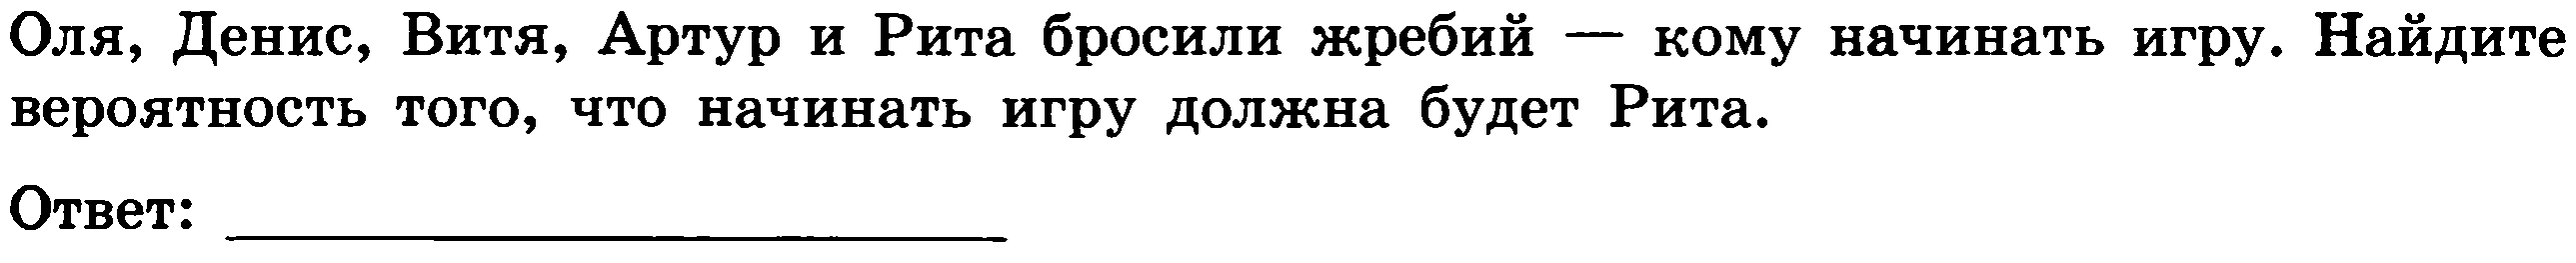 Оля, Денис, Витя, Артур и Рита бросили жребий — кому начинать игру. Найдите
вероятность того, что начинать игру должна будет Рита.
Ответ: